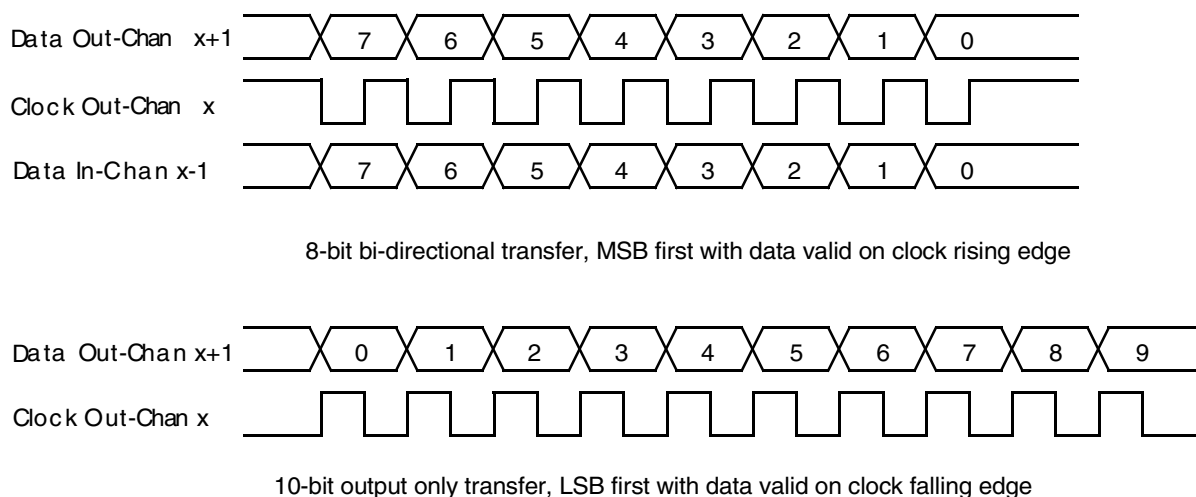 Data Out-Chan x+1 7 6 5 4 3 2 1 0
Clock Out-Chan x
Data In-Chan x-1 7 6 5 4 3 2 1 0
8-bit bi-directional transfer, MSB first with data valid on clock rising edge
Data Out-Chan x+1 0 1 2 3 4 5 6 7 8 9
Clock Out-Chan x
10-bit output only transfer, LSB first with data valid on clock falling edge